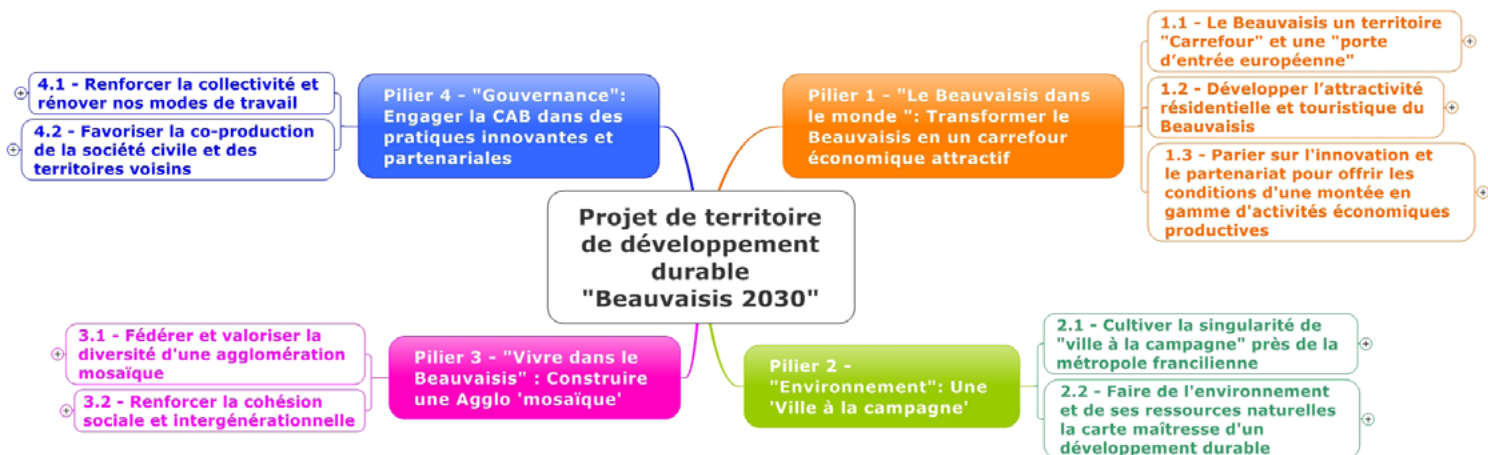 Projet de territoire
de développement
durable
"Beauvaisis 2030"
Pilier 1 - "Le Beauvaisis dans
le monde ": Transformer le
Beauvaisis en un carrefour
économique attractif
1.1 - Le Beauvaisis un territoire
"Carrefour" et une "porte
d’entrée européenne"
1.2 - Développer l’attractivité
résidentielle et touristique du
Beauvaisis
1.3 - Parier sur l'innovation et
le partenariat pour offrir les
conditions d'une montée en
gamme d'activités économiques
productives
Pilier 2 -
"Environnement": Une
'Ville à la campagne'
2.1 - Cultiver la singularité de
"ville à la campagne" près de la
métropole francilienne
2.2 - Faire de l'environnement
et de ses ressources naturelles
la carte maîtresse d'un
développement durable
Pilier 3 - "Vivre dans le
Beauvaisis" : Construire
une Agglo 'mosaïque'
3.1 - Fédérer et valoriser la
diversité d'une agglomération
mosaïque
3.2 - Renforcer la cohésion
sociale et intergénérationnelle
Pilier 4 - "Gouvernance":
Engager la CAB dans des
pratiques innovantes et
partenariales
4.1 - Renforcer la collectivité et
rénover nos modes de travail
4.2 - Favoriser la co-production
de la société civile et des
territoires voisins